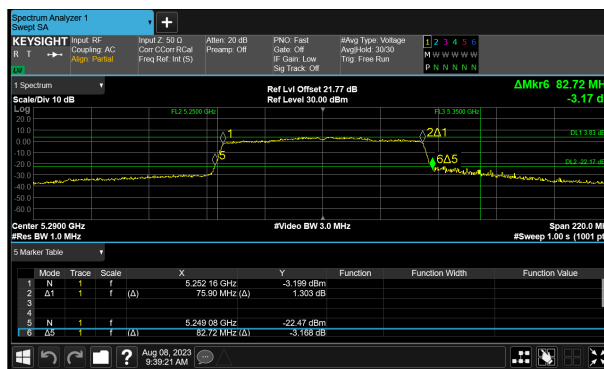 Spectrum Analyzer 1
Swept SA
+
KEYSIGHT Input: RF Input Z: 50 Ω Atten: 20 dB PNO: Fast #Avg Type: Voltage 1 2 3 4 5 6
R T Coupling: AC Corr CCorr RCal Preamp: Off Gate: Off Avg|Hold: 30/30 M W W W W W
Align: Partial Freq Ref: Int (S) IF Gain: Low Trig: Free Run
Sig Track: Off P N N N N N
1 Spectrum Ref Lvl Offset 21.77 dB ΔMkr6 82.72 MH
Scale/Div 10 dB Ref Level 30.00 dBm -3.17 d
Log FL2 5.2500 GHz FL3 5.3500 GHz
20.0
10.0 1 2Δ1 DL1 3.83 dB
0.00
-10.0 5 6Δ5
-20.0 DL2 -22.17 dB
-30.0
-40.0
-50.0
-60.0
Center 5.2900 GHz #Video BW 3.0 MHz Span 220.0 M
#Res BW 1.0 MHz #Sweep 1.00 s (1001 pt
5 Marker Table
Mode Trace Scale X Y Function Function Width Function Value
1 N 1 f 5.252 16 GHz -3.199 dBm
2 Δ1 1 f (Δ) 75.90 MHz (Δ) 1.303 dB
3
4
5 N 1 f 5.249 08 GHz -22.47 dBm
6 Δ5 1 f (Δ) 82.72 MHz (Δ) -3.168 dB
? Aug 08, 2023
9:39:21 AM